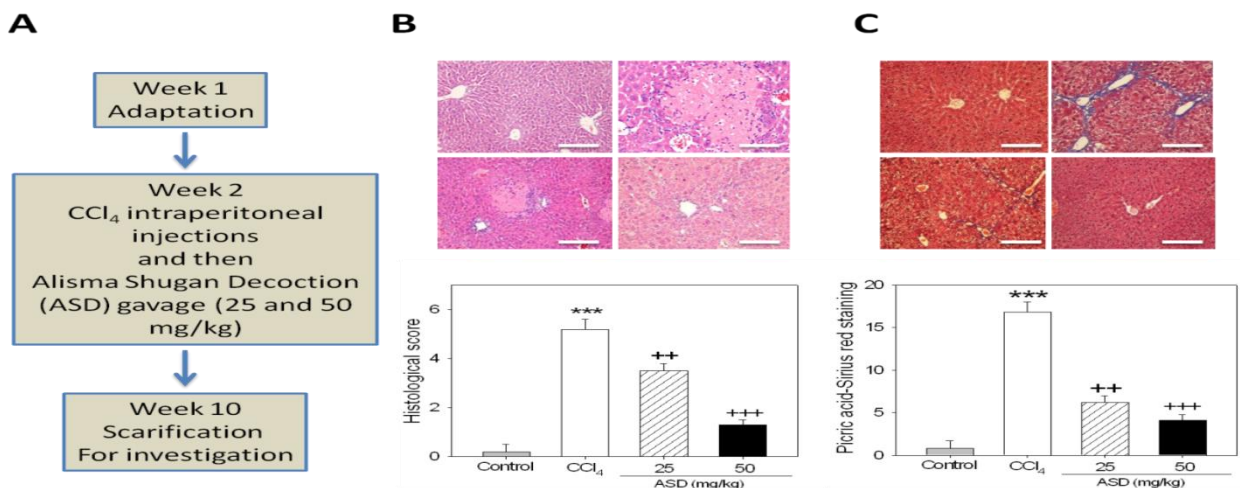 A
Week 1
Adaptation
Week 2
CCl₄ intraperitoneal
injections
and then
Alisma Shugan Decoction
(ASD) gavage (25 and 50
mg/kg)
Week 10
Scarification
For investigation
B
Histological score
6
4
2
0
***
++
+++
Control
CCl₄
25
50
ASD (mg/kg)
C
Picric acid-Sirius red staining
20
15
10
5
0
***
++
+++
Control
CCl₄
25
50
ASD (mg/kg)